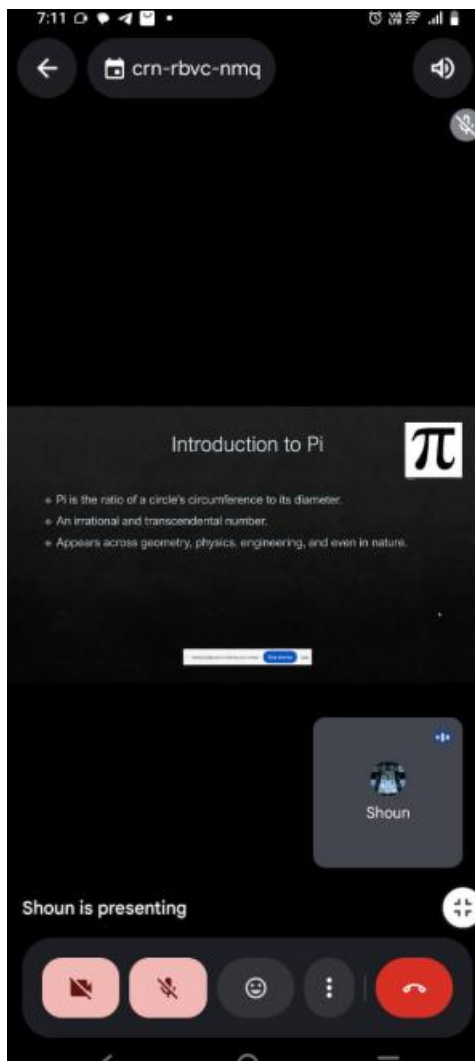 7:11
crn-rbvc-nmq
Introduction to Pi
π
Pi is the ratio of a circle's circumference to its diameter.
An irrational and transcendental number.
Appears across geometry, physics, engineering, and even in nature.
Shoun
Shoun is presenting